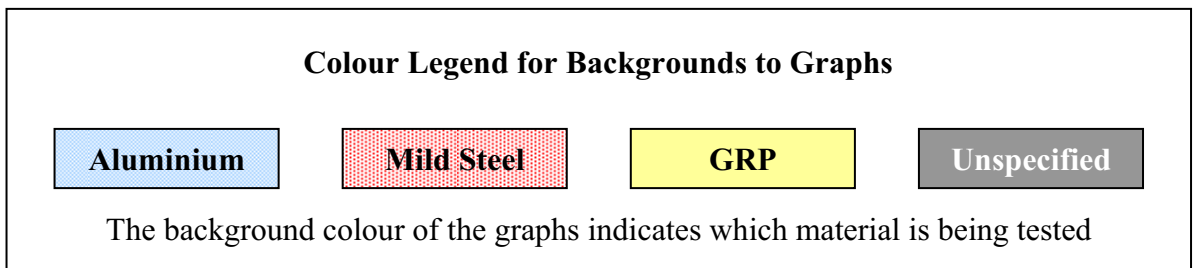 Colour Legend for Backgrounds to Graphs
Aluminium Mild Steel GRP Unspecified
The background colour of the graphs indicates which material is being tested